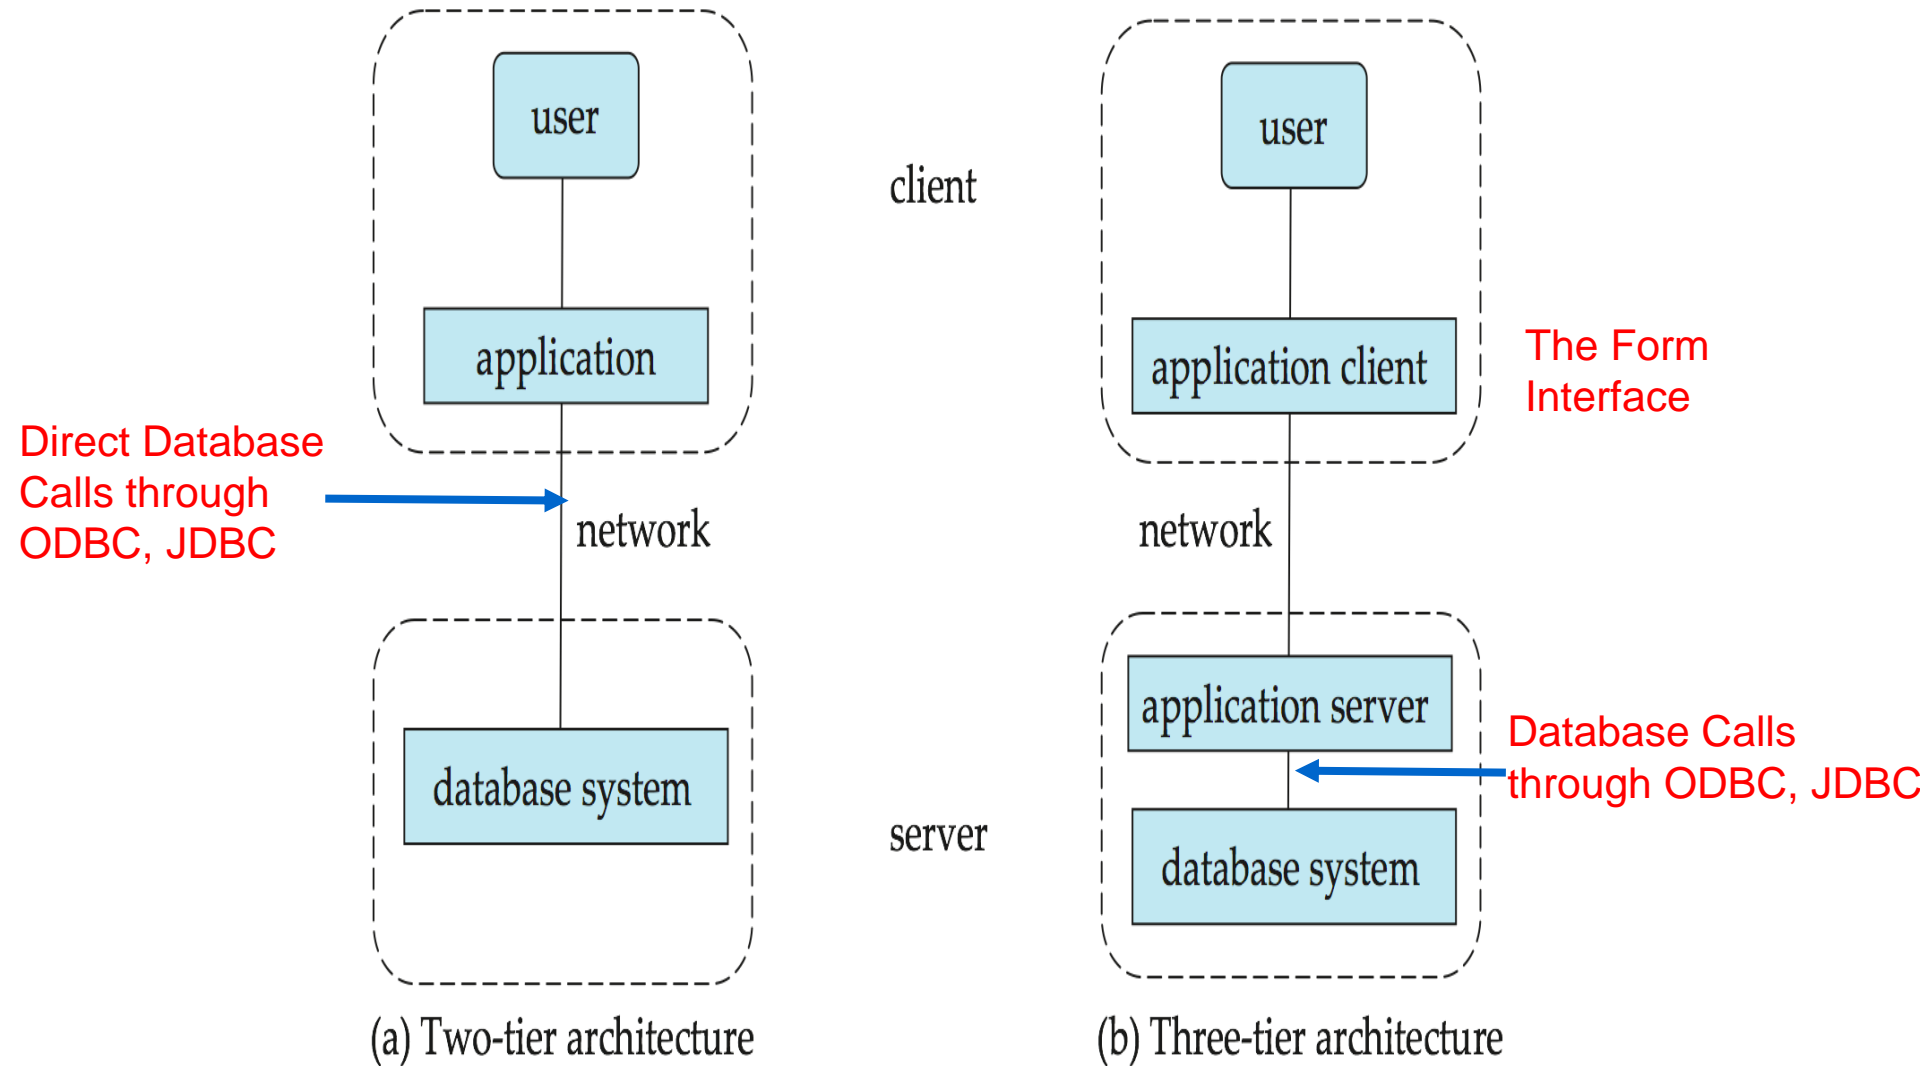 user
application
Direct Database
Calls through
ODBC, JDBC
network
database system
(a) Two-tier architecture
client
server
user
application client
The Form
Interface
network
application server
Database Calls
through ODBC, JDBC
database system
(b) Three-tier architecture